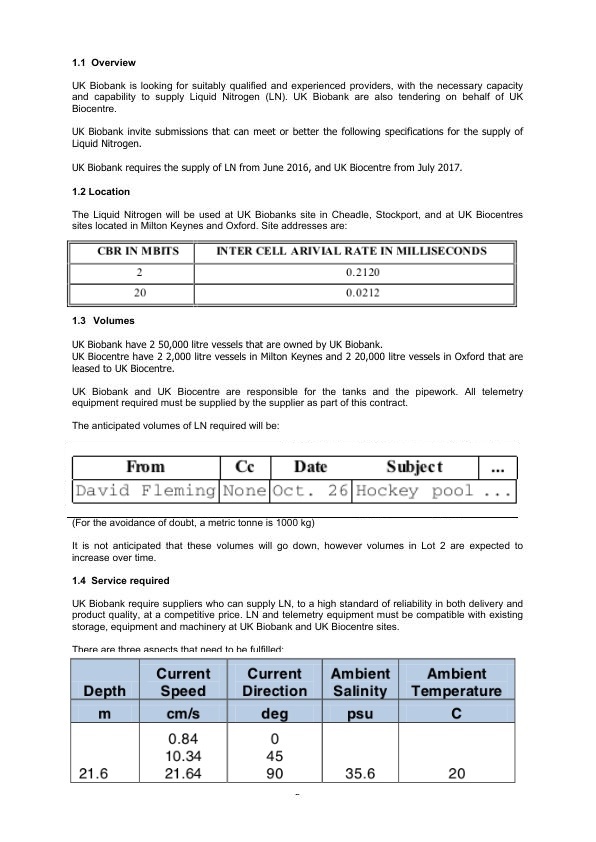 1.1 Overview
UK Biobank is looking for suitably qualified and experienced providers, with the necessary capacity
and capability to supply Liquid Nitrogen (LN). UK Biobank are also tendering on behalf of UK
Biocentre.
UK Biobank invite submissions that can meet or better the following specifications for the supply of
Liquid Nitrogen.
UK Biobank requires the supply of LN from June 2016, and UK Biocentre from July 2017.
1.2 Location
The Liquid Nitrogen will be used at UK Biobanks site in Cheadle, Stockport, and at UK Biocentres
sites located in Milton Keynes and Oxford. Site addresses are:
CBR IN MBITS INTER CELL ARIVIAL RATE IN MILLISECONDS
2 0.2120
20 0.0212
1.3 Volumes
UK Biobank have 2 50,000 litre vessels that are owned by UK Biobank.
UK Biocentre have 2 2,000 litre vessels in Milton Keynes and 2 20,000 litre vessels in Oxford that are
leased to UK Biocentre.
UK Biobank and UK Biocentre are responsible for the tanks and the pipework. All telemetry
equipment required must be supplied by the supplier as part of this contract.
The anticipated volumes of LN required will be:
From Cc Date Subject ...
David Fleming None Oct. 26 Hockey pool ...
(For the avoidance of doubt, a metric tonne is 1000 kg)
It is not anticipated that these volumes will go down, however volumes in Lot 2 are expected to
increase over time.
1.4 Service required
UK Biobank require suppliers who can supply LN, to a high standard of reliability in both delivery and
product quality, at a competitive price. LN and telemetry equipment must be compatible with existing
storage, equipment and machinery at UK Biobank and UK Biocentre sites.
There are three aspects that need to be fulfilled:
Depth Current Speed Current Direction Ambient Salinity Ambient Temperature
m cm/s deg psu C
0.84 0
10.34 45
21.6 21.64 90 35.6 20